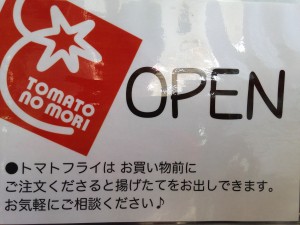 TOMATO
NO MORI
OPEN
●トマトフライは お買い物前に
ご注文くださると揚げたてをお出しできます。
お気軽にご相談ください♪